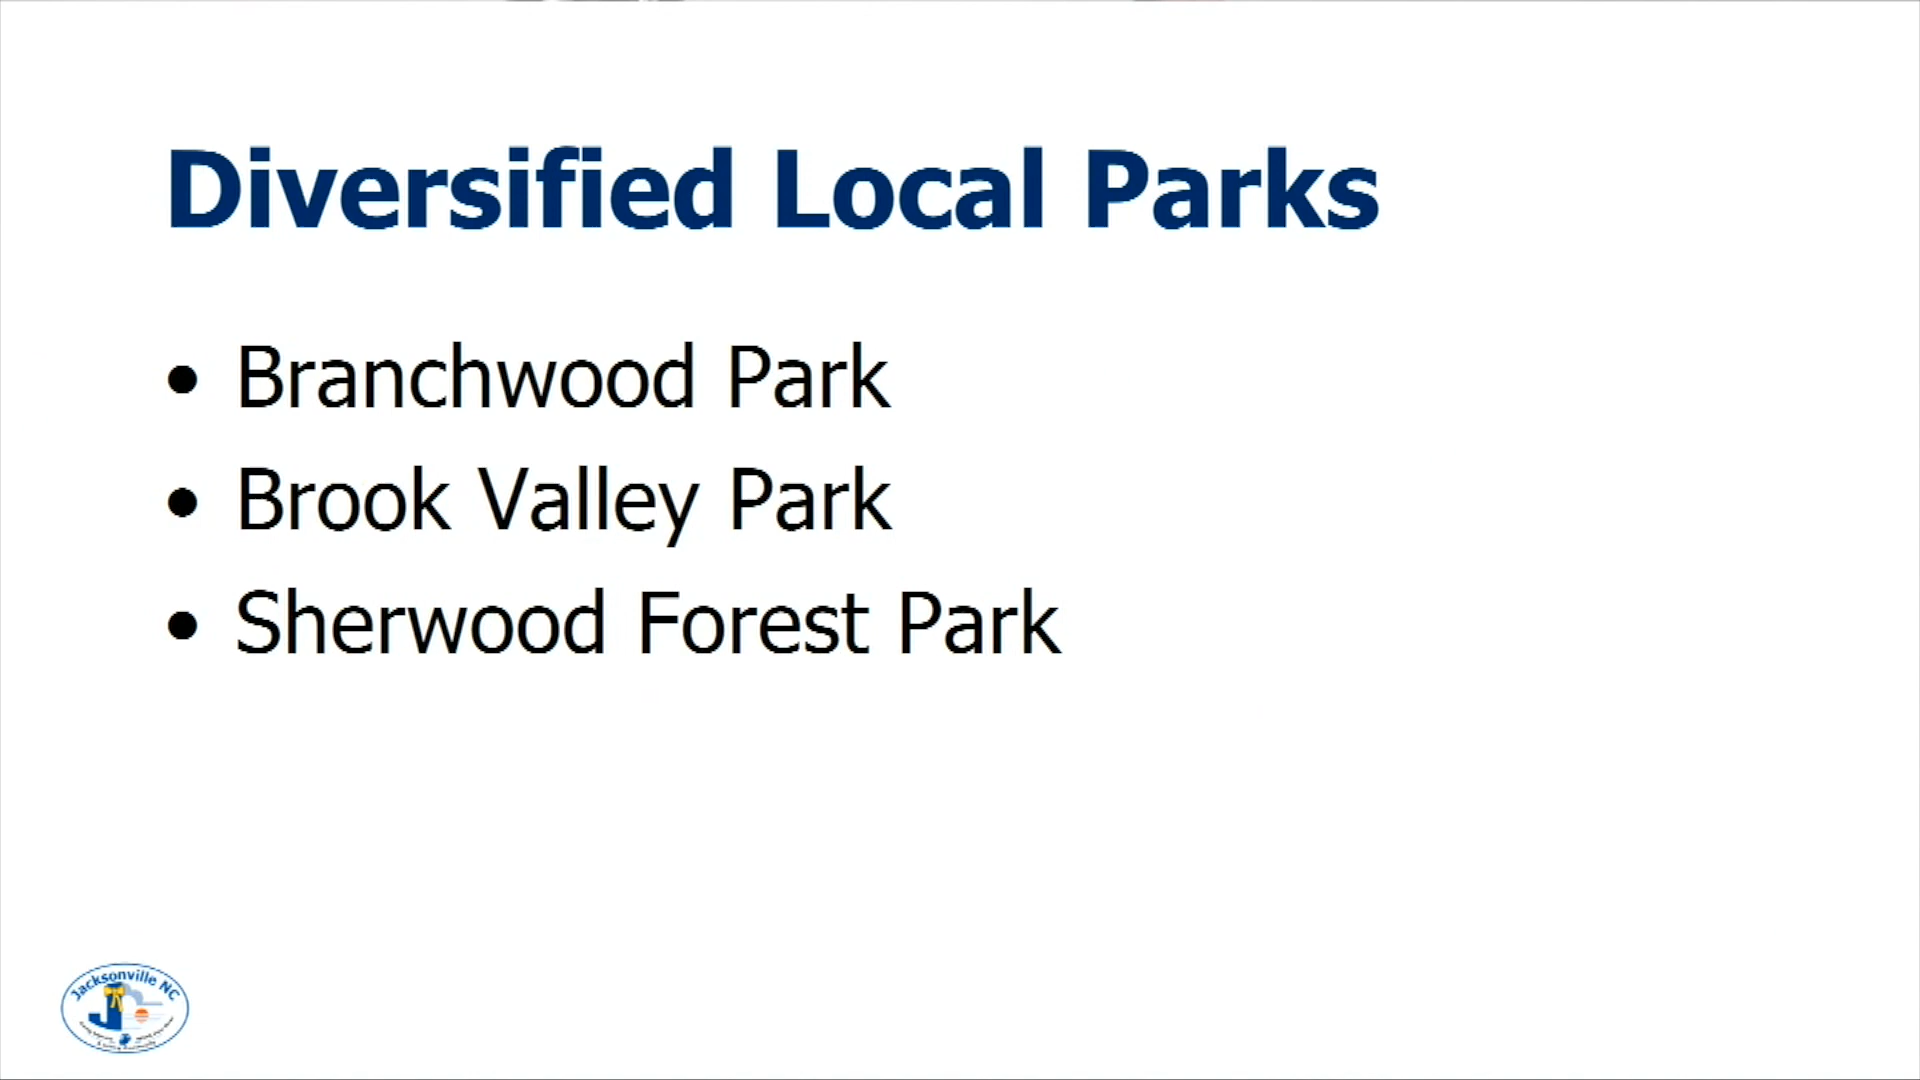 Diversified Local Parks
• Branchwood Park
• Brook Valley Park
• Sherwood Forest Park
Jacksonville NC